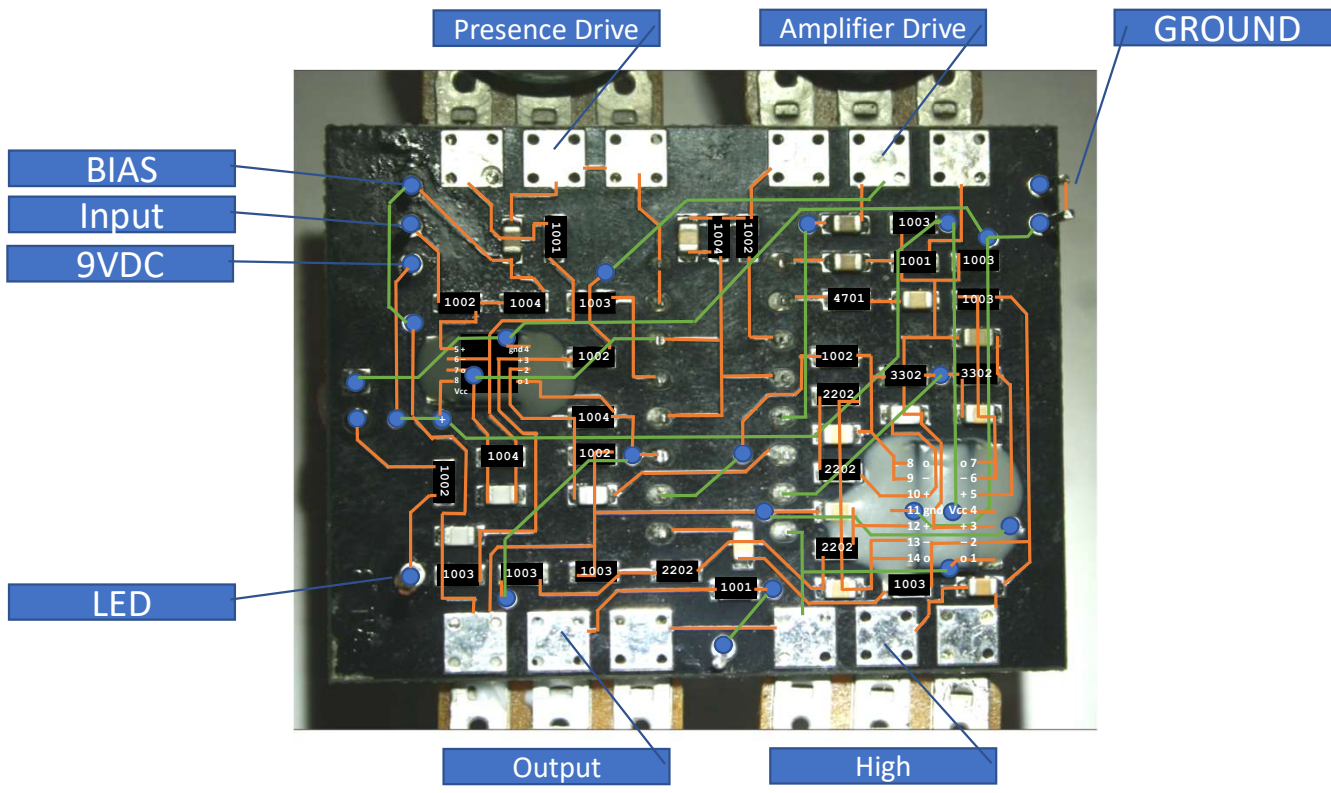 Presence Drive
Amplifier Drive
GROUND
BIAS
Input
9VDC
LED
Output
High
1001
1004
1002
1003
1001
1003
1002
1004
1003
4701
1003
5 +
6 –
7 o
8
Vcc
gnd 4
+ 3
– 2
o 1
1002
1002
3302
3302
2202
1004
+
1004
1002
1002
2202
8 o
9 –
10 +
11 gnd
12 +
13 –
14 o
o 7
– 6
+ 5
Vcc 4
+ 3
– 2
o 1
2202
1003
1003
1003
2202
1001
1003